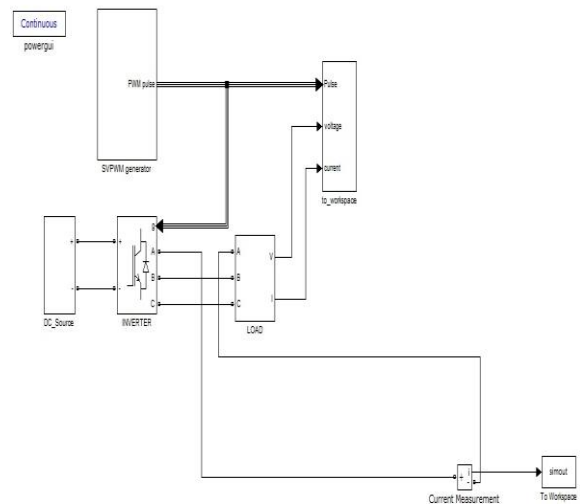 Continuous
powergui
PWM pulse
SVPWM generator
Pulse
voltage
current
to_workspace
+
-
DC_Source
+
-
g
A
B
C
INVERTER
A
B
C
V
I
LOAD
+
i
-
Current Measurement
simout
To Workspace